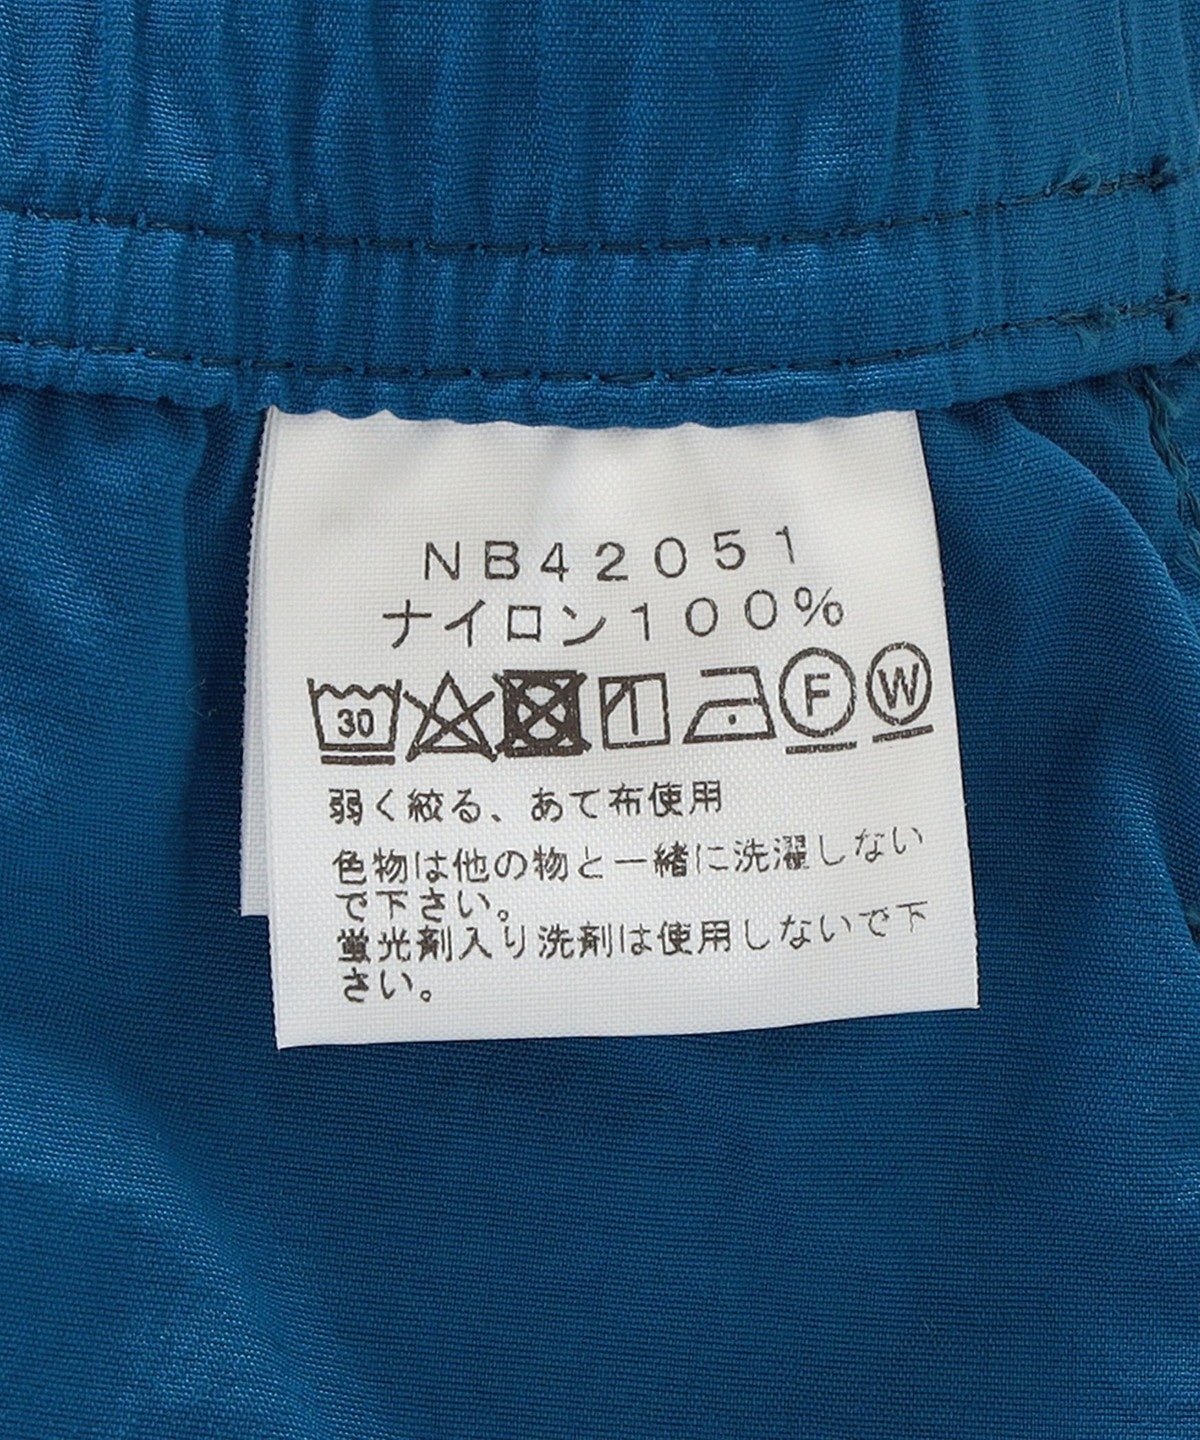 NB42051
ナイロン100%
30 F W
弱く絞る、あて布使用
色物は他の物と一緒に洗濯しない
で下さい。
蛍光剤入り洗剤は使用しないで下
さい。